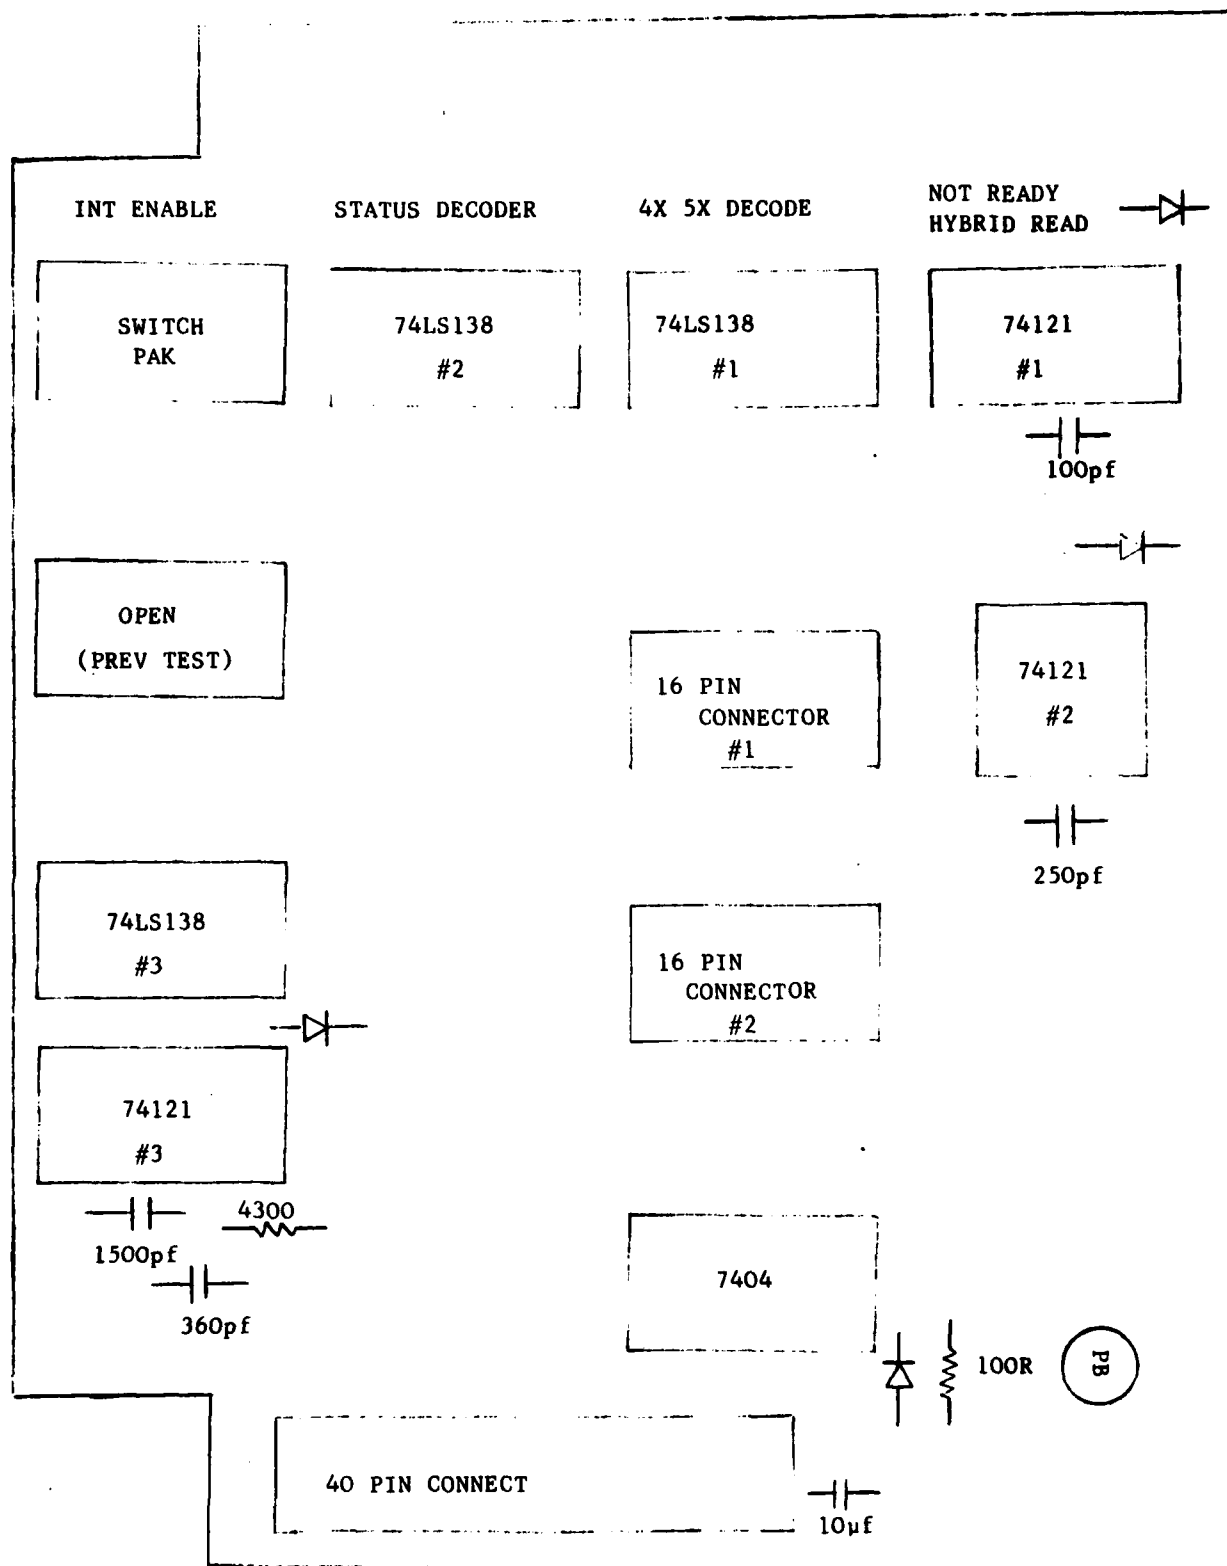 INT ENABLE
STATUS DECODER
4X 5X DECODE
NOT READY
HYBRID READ
SWITCH
PAK
74LS138
#2
74LS138
#1
74121
#1
100pf
OPEN
(PREV TEST)
16 PIN
CONNECTOR
#1
74121
#2
250pf
74LS138
#3
16 PIN
CONNECTOR
#2
74121
#3
1500pf
4300
360pf
7404
100R
PB
40 PIN CONNECT
10µf